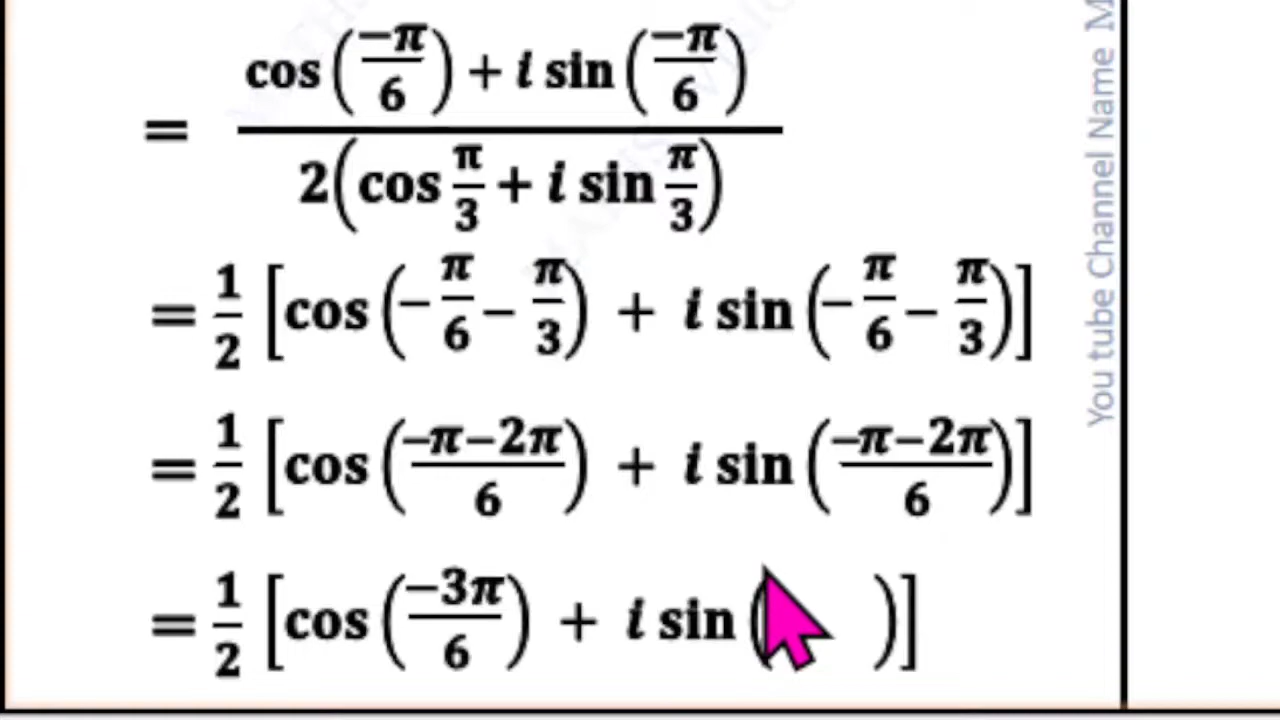 = (cos(-π/6) + i sin(-π/6)) / (2(cos π/3 + i sin π/3))
= 1/2 [cos(-π/6 - π/3) + i sin(-π/6 - π/3)]
= 1/2 [cos((-π-2π)/6) + i sin((-π-2π)/6)]
= 1/2 [cos(-3π/6) + i sin( )]
You tube Channel Name M